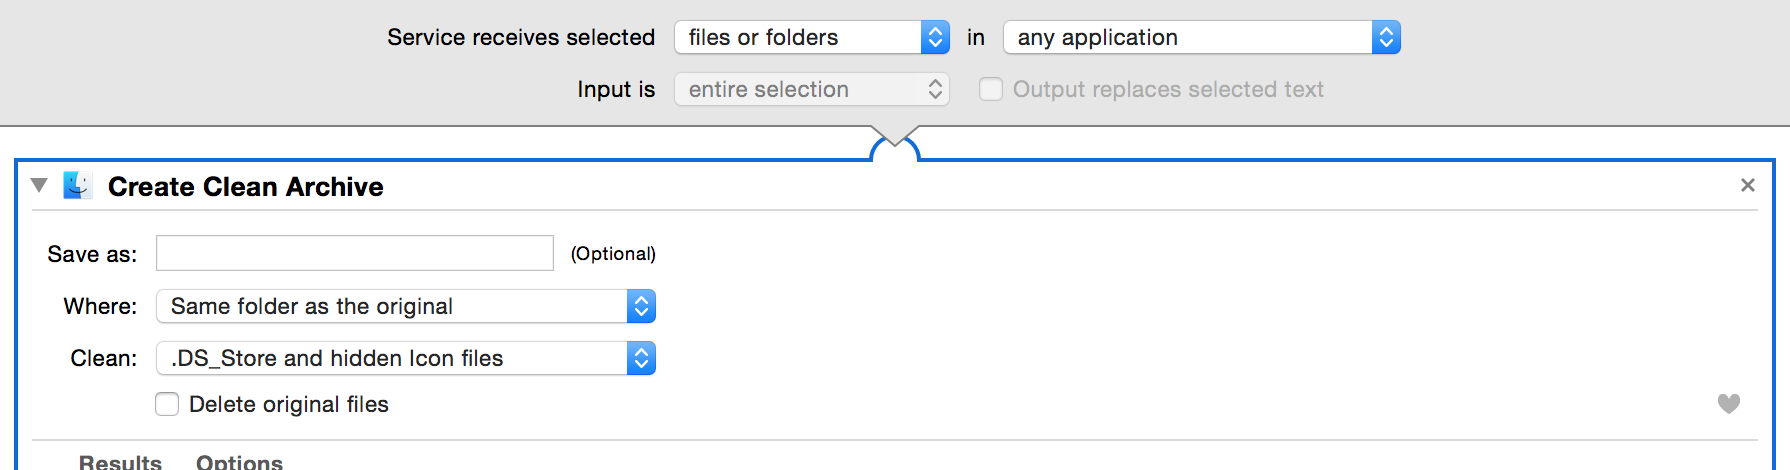 Service receives selected files or folders in any application
Input is entire selection Output replaces selected text
Create Clean Archive
Save as: (Optional)
Where: Same folder as the original
Clean: .DS_Store and hidden Icon files
Delete original files
Results Options